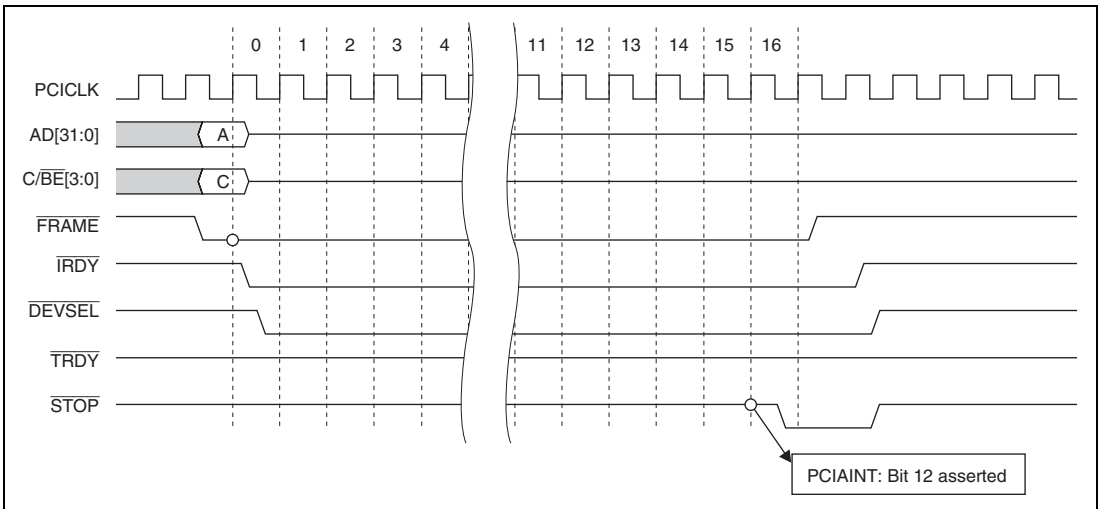 0 1 2 3 4 11 12 13 14 15 16
PCICLK
AD[31:0] A
C/BE[3:0] C
FRAME
IRDY
DEVSEL
TRDY
STOP
PCIAINT: Bit 12 asserted